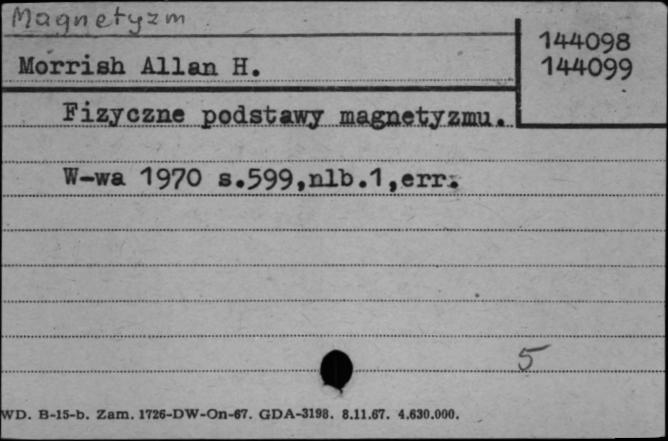 Magnetyzm
144098
Morrish Allan H.
144099
Fizyczne podstawy magnetyzmu.
W-wa 1970 s.599,nlb.1,err.
5
WD. B-15-b. Zam. 1726-DW-On-67. GDA-3198. 8.11.67. 4.630.000.